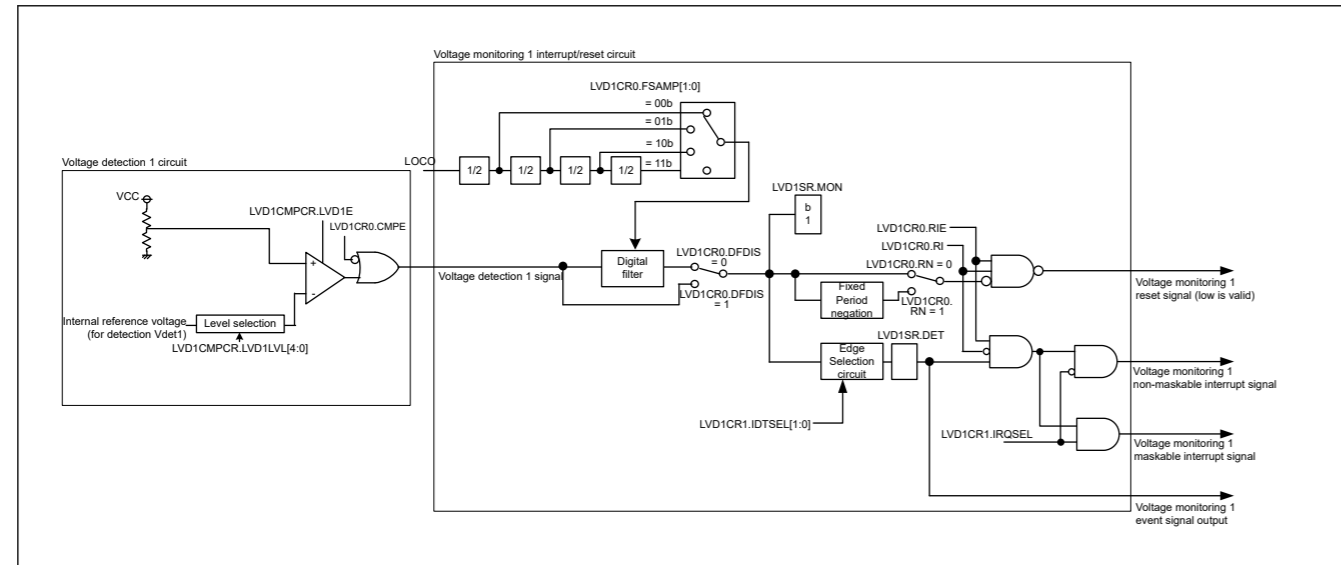 Voltage monitoring 1 interrupt/reset circuit
LVD1CR0.FSAMP[1:0]
= 00b
= 01b
= 10b
= 11b
LOCO
1/2
1/2
1/2
1/2
Voltage detection 1 circuit
VCC
LVD1CMPCR.LVD1E
LVD1CR0.CMPE
+
-
Internal reference voltage
(for detection Vdet1)
Level selection
LVD1CMPCR.LVD1LVL[4:0]
Voltage detection 1 signal
Digital
filter
LVD1CR0.DFDIS
= 0
LVD1CR0.DFDIS
= 1
LVD1SR.MON
b
1
LVD1CR0.RIE
LVD1CR0.RI
LVD1CR0.RN = 0
Fixed
Period
negation
LVD1CR0.
RN = 1
Voltage monitoring 1
reset signal (low is valid)
Edge
Selection
circuit
LVD1SR.DET
LVD1CR1.IDTSEL[1:0]
LVD1CR1.IRQSEL
Voltage monitoring 1
non-maskable interrupt signal
Voltage monitoring 1
maskable interrupt signal
Voltage monitoring 1
event signal output